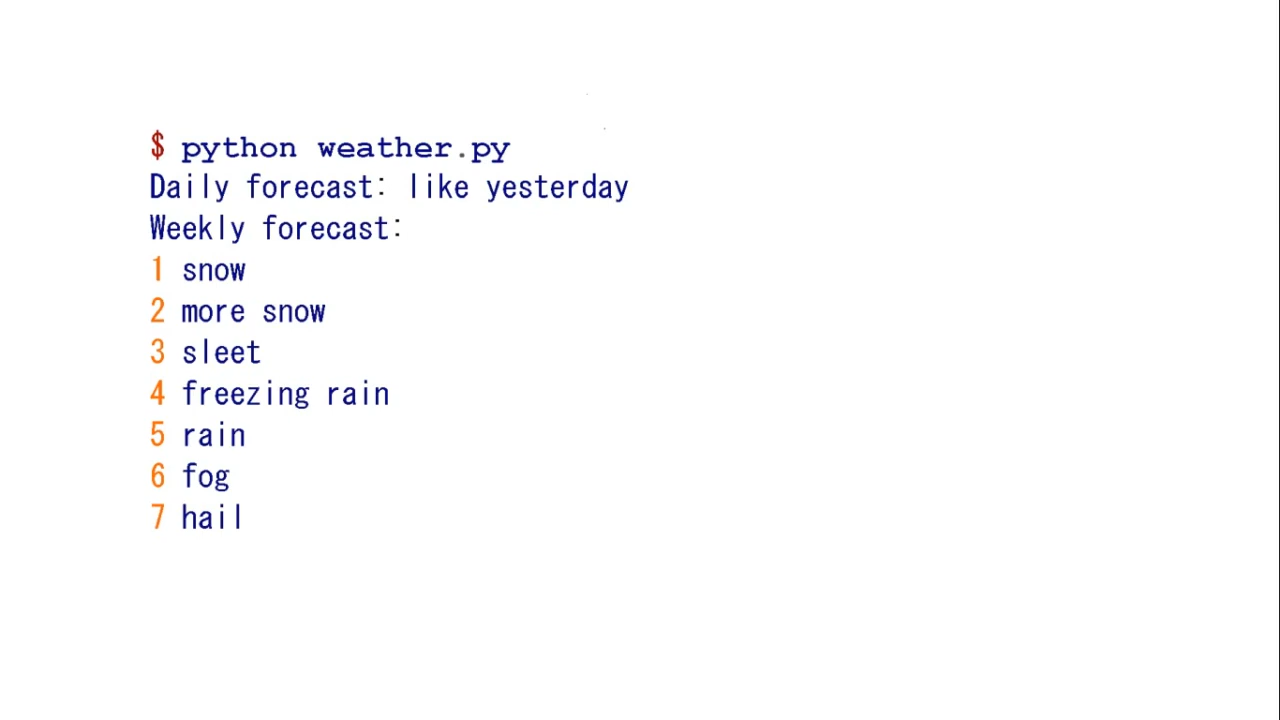 $ python weather.py
Daily forecast: like yesterday
Weekly forecast:
1 snow
2 more snow
3 sleet
4 freezing rain
5 rain
6 fog
7 hail